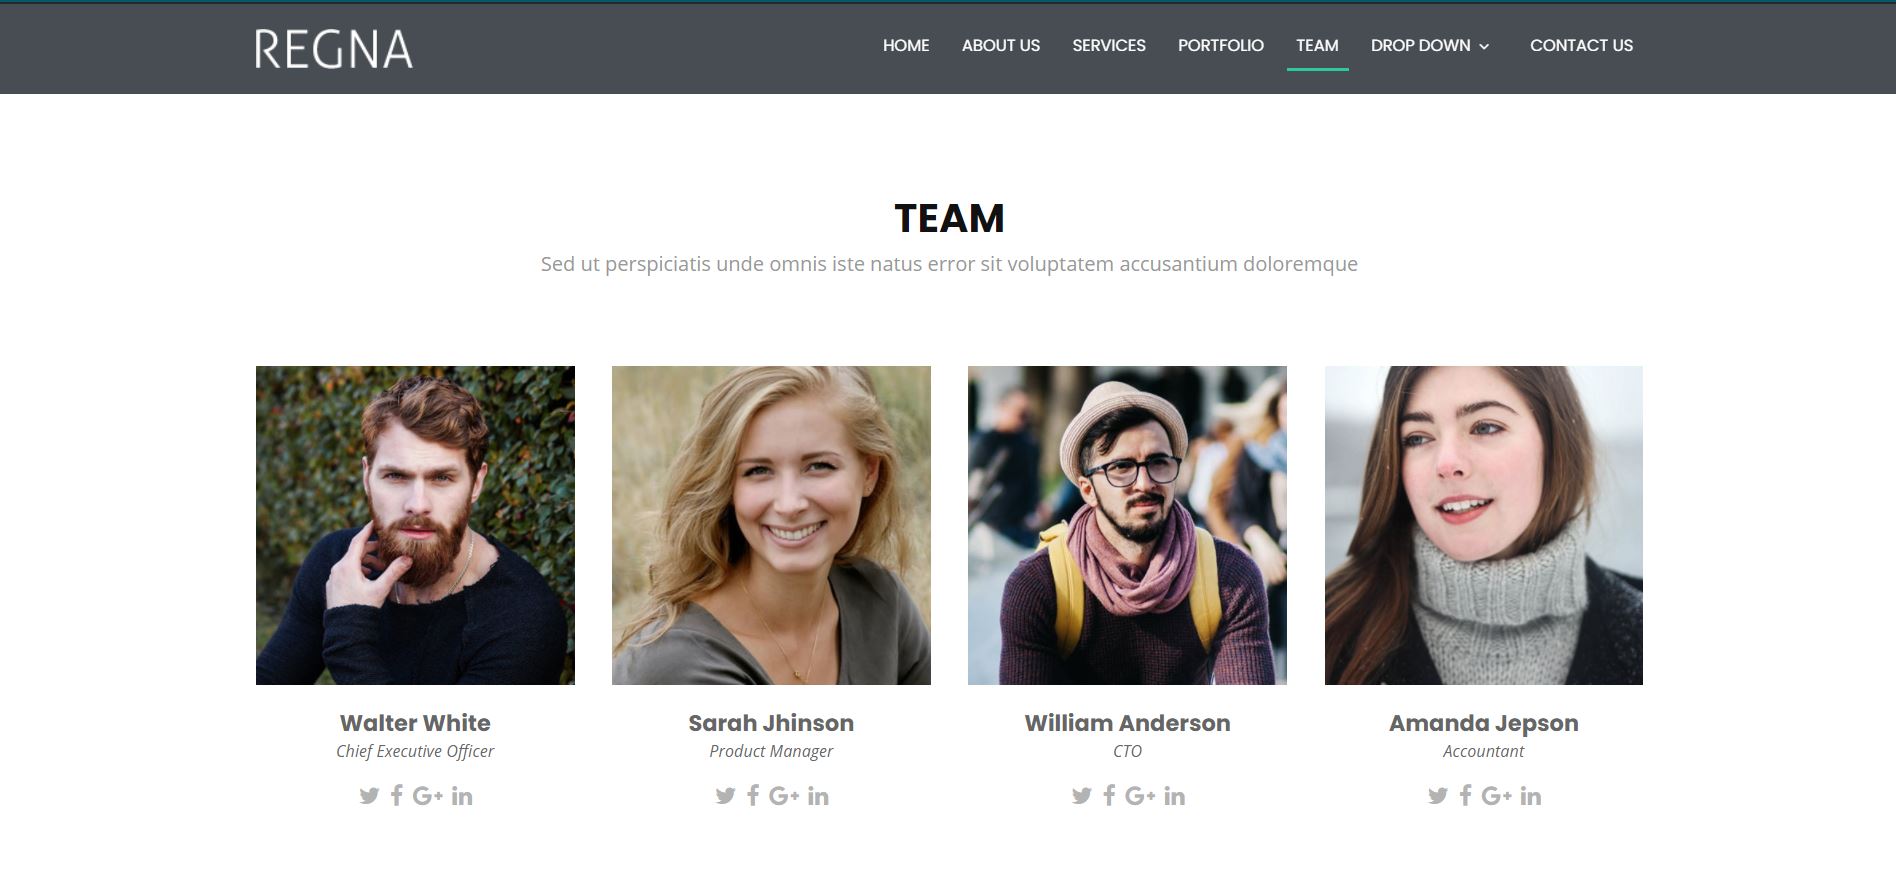 REGNA
HOME ABOUT US SERVICES PORTFOLIO TEAM DROP DOWN CONTACT US
TEAM
Sed ut perspiciatis unde omnis iste natus error sit voluptatem accusantium doloremque
Walter White
Chief Executive Officer
Sarah Jhinson
Product Manager
William Anderson
CTO
Amanda Jepson
Accountant